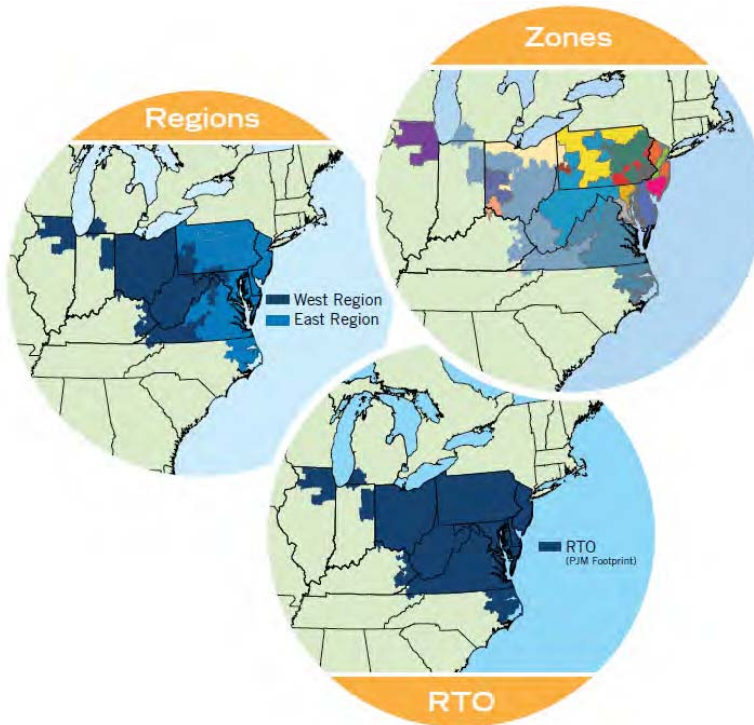 Zones
Regions
West Region
East Region
RTO
(PJM Footprint)
RTO